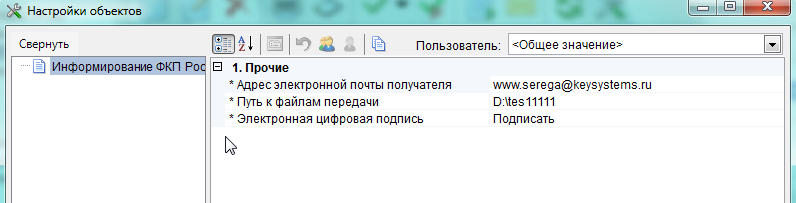 Настройки объектов
Свернуть
Пользователь: <Общее значение>
Информирование ФКП Рос
1. Прочие
* Адрес электронной почты получателя www.serega@keysystems.ru
* Путь к файлам передачи D:\tes11111
* Электронная цифровая подпись Подписать